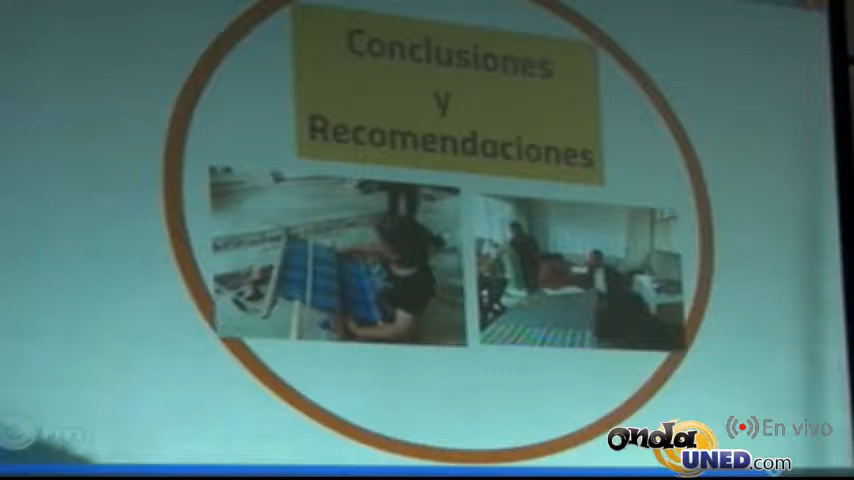 Conclusiones
y
Recomendaciones
En vivo
onda
UNED.com